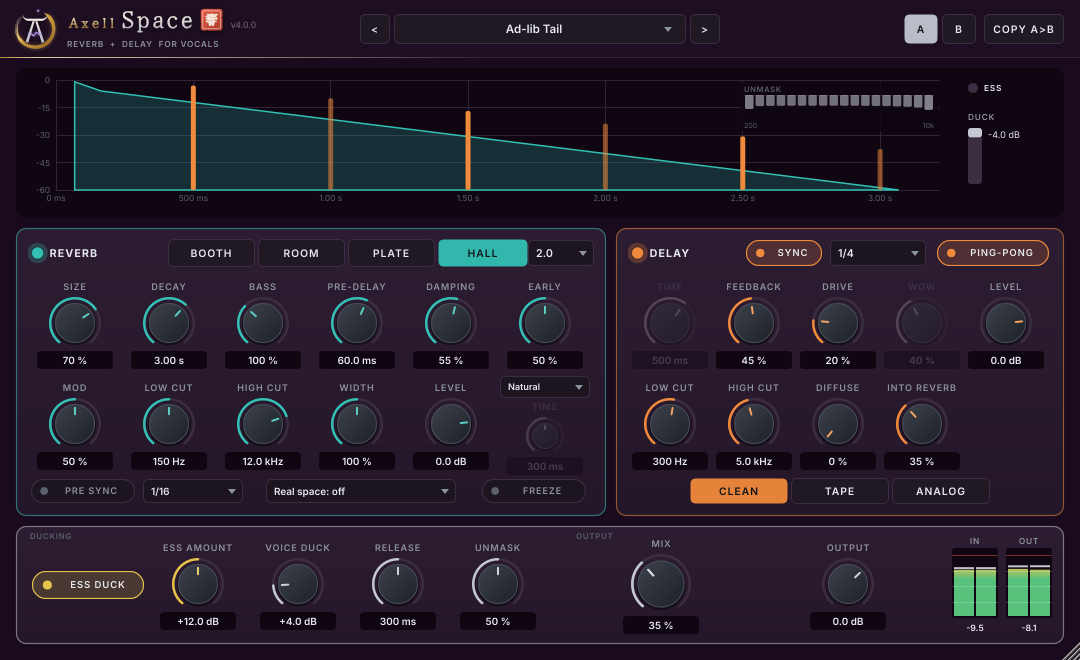 Axell Space 響 v4.0.0
REVERB + DELAY FOR VOCALS
< Ad-lib Tail >
A B COPY A>B
0
-15
-30
-45
-60
0 ms 500 ms 1.00 s 1.50 s 2.00 s 2.50 s 3.00 s
UNMASK
200 10k
ESS
DUCK
-4.0 dB
REVERB BOOTH ROOM PLATE HALL 2.0
SIZE DECAY BASS PRE-DELAY DAMPING EARLY
70 % 3.00 s 100 % 60.0 ms 55 % 50 %
MOD LOW CUT HIGH CUT WIDTH LEVEL Natural
TIME
50 % 150 Hz 12.0 kHz 100 % 0.0 dB 300 ms
PRE SYNC 1/16 Real space: off FREEZE
DELAY SYNC 1/4 PING-PONG
TIME FEEDBACK DRIVE WOW LEVEL
500 ms 45 % 20 % 40 % 0.0 dB
LOW CUT HIGH CUT DIFFUSE INTO REVERB
300 Hz 5.0 kHz 0 % 35 %
CLEAN TAPE ANALOG
DUCKING
ESS DUCK
ESS AMOUNT VOICE DUCK RELEASE UNMASK
+12.0 dB +4.0 dB 300 ms 50 %
OUTPUT
MIX OUTPUT
35 % 0.0 dB
IN OUT
-9.5 -8.1